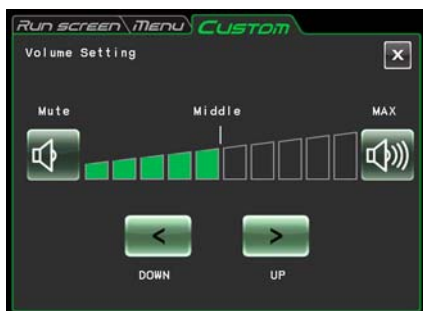 Run screen Menu Custom
Volume Setting
X
Mute Middle MAX
< >
DOWN UP